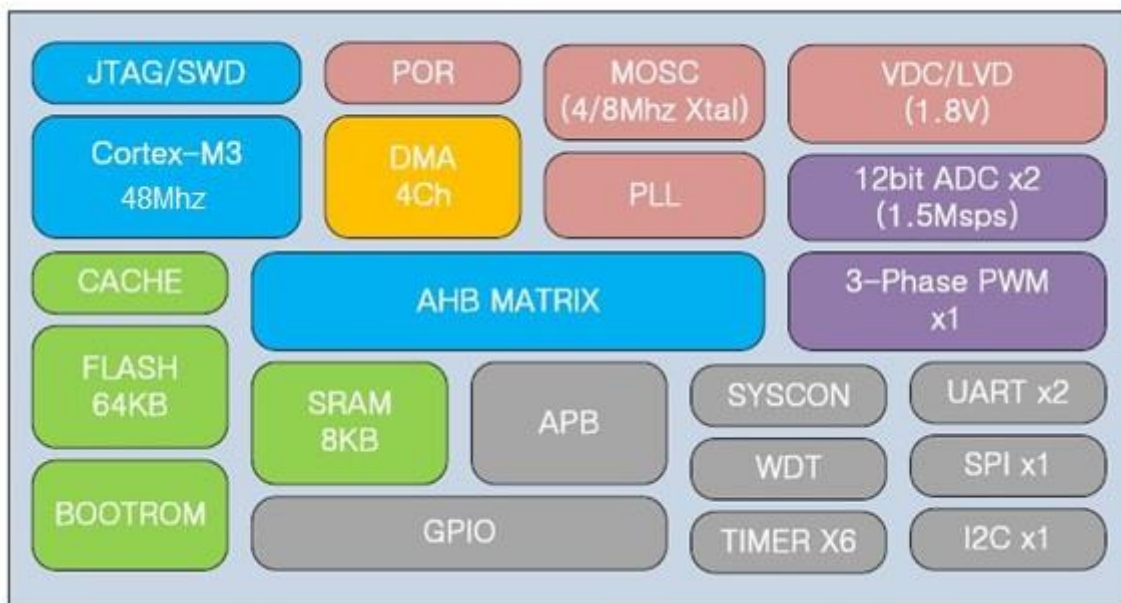 JTAG/SWD
POR
MOSC
(4/8Mhz Xtal)
VDC/LVD
(1.8V)
Cortex-M3
48Mhz
DMA
4Ch
PLL
12bit ADC x2
(1.5Msps)
CACHE
AHB MATRIX
3-Phase PWM
x1
FLASH
64KB
SRAM
8KB
APB
SYSCON
UART x2
WDT
SPI x1
BOOTROM
GPIO
TIMER X6
I2C x1